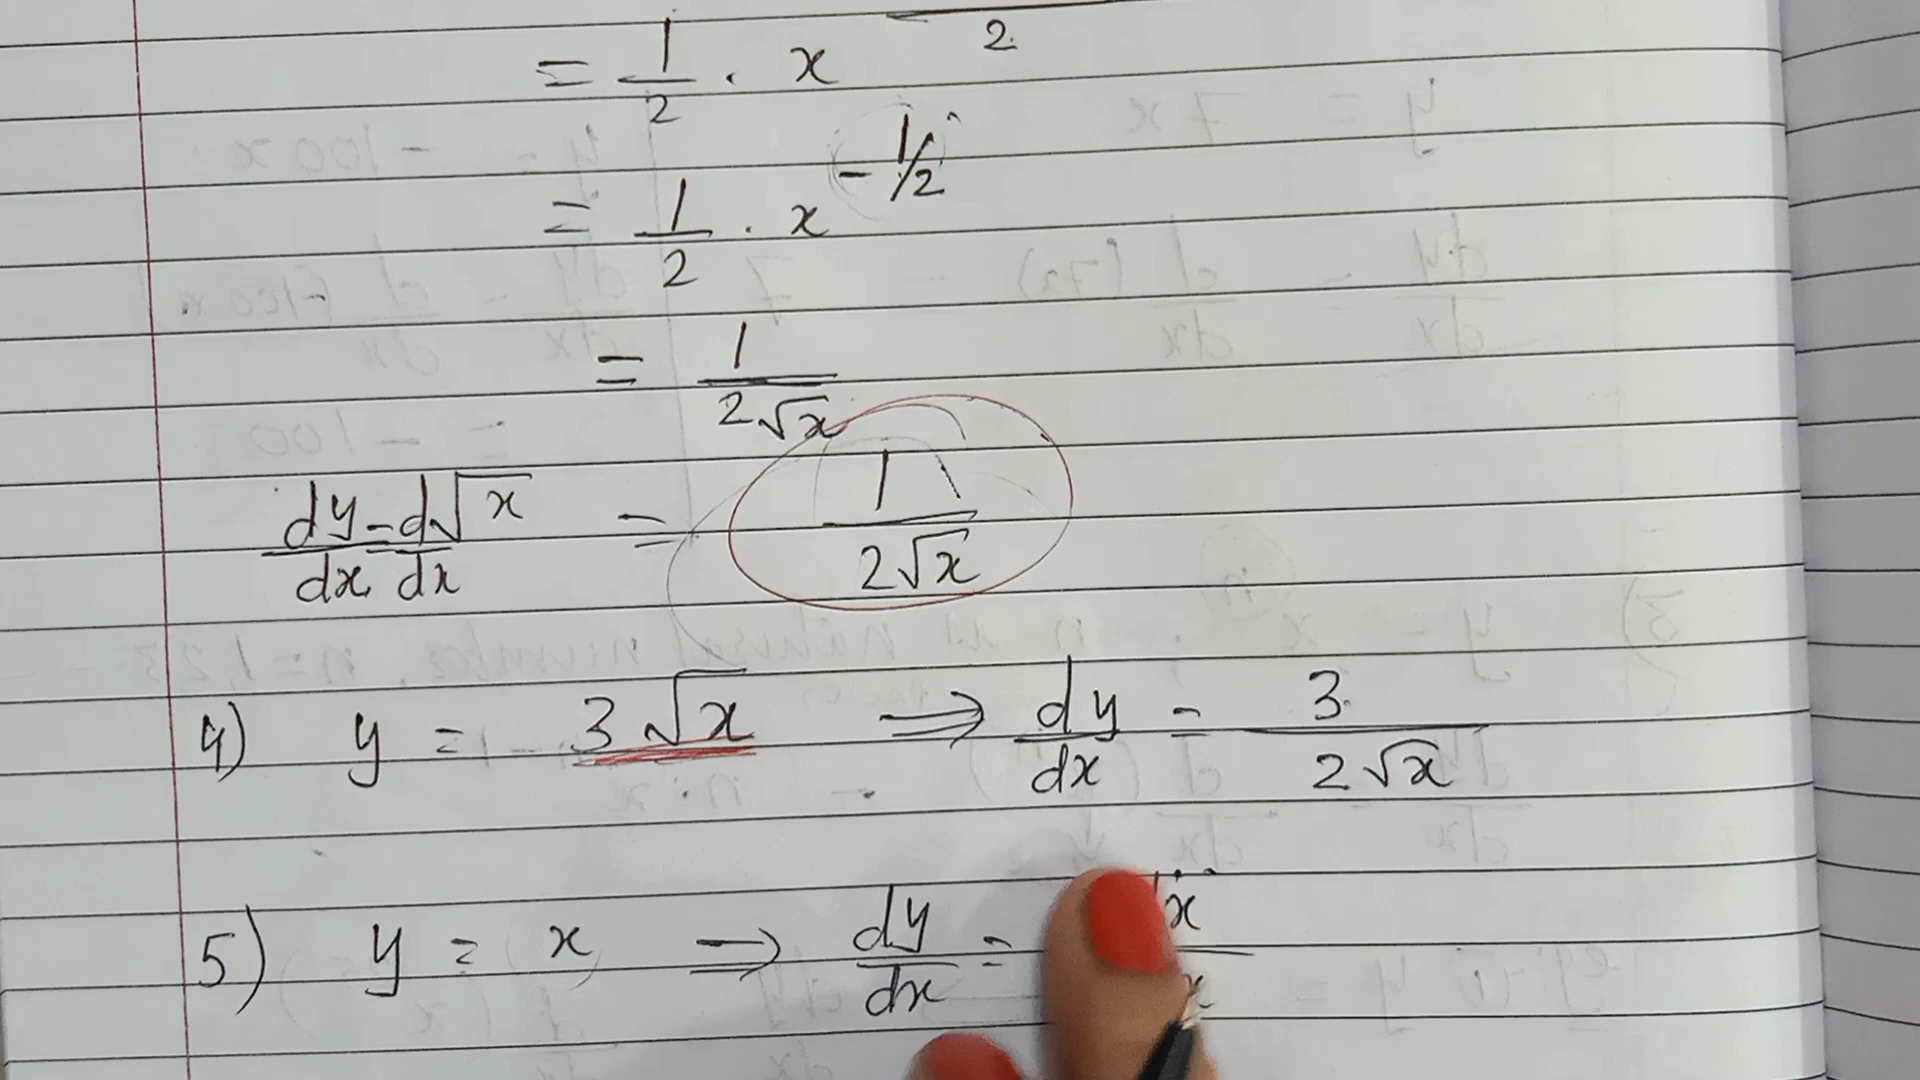 = 1/2 · x 2
= 1/2 · x^(-1/2)
= 1/(2√x)
dy/dx = d√x/dx = 1/(2√x)
4) y = 3√x ⇒ dy/dx = 3/(2√x)
5) y = x ⇒ dy/dx =